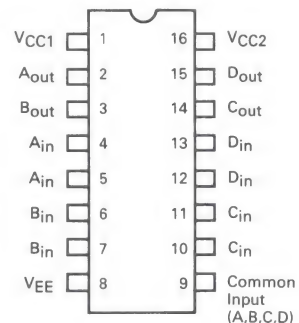 VCC1 1 16 VCC2
Aout 2 15 Dout
Bout 3 14 Cout
Ain 4 13 Din
Ain 5 12 Din
Bin 6 11 Cin
Bin 7 10 Cin
VEE 8 9 Common
Input
(A,B,C,D)